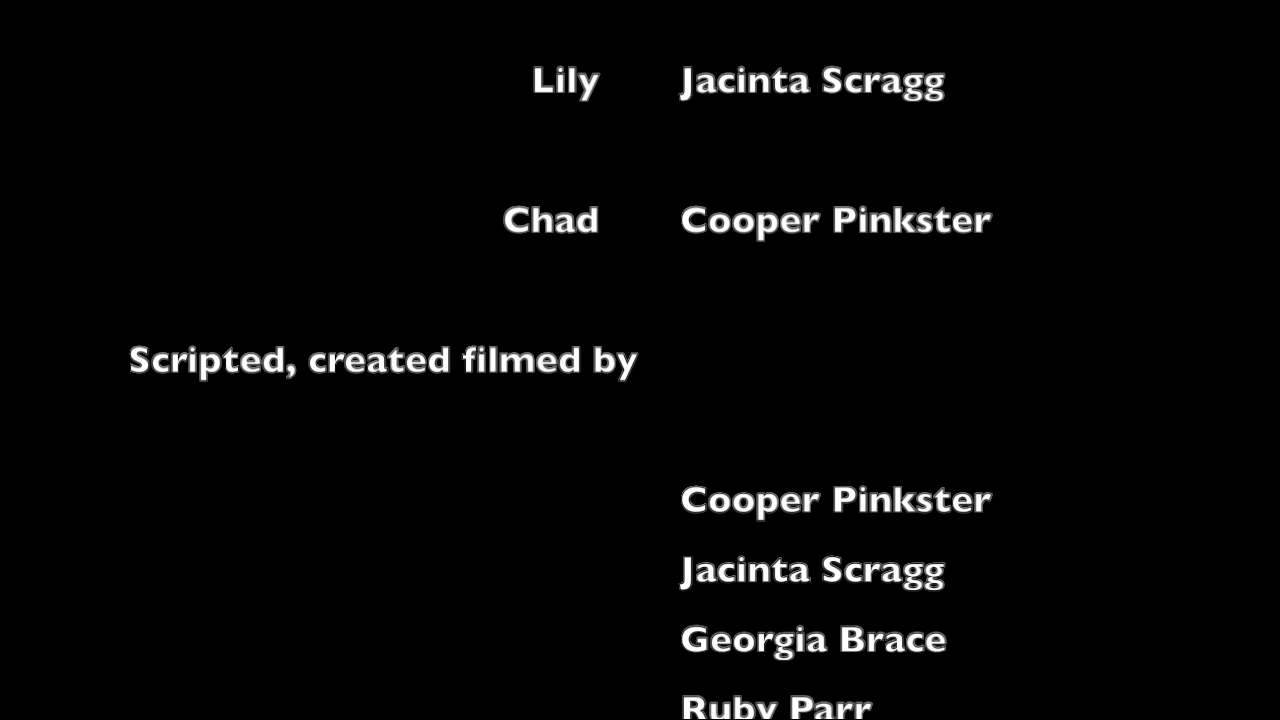 Lily Jacinta Scragg
Chad Cooper Pinkster
Scripted, created filmed by
Cooper Pinkster
Jacinta Scragg
Georgia Brace
Ruby Parr